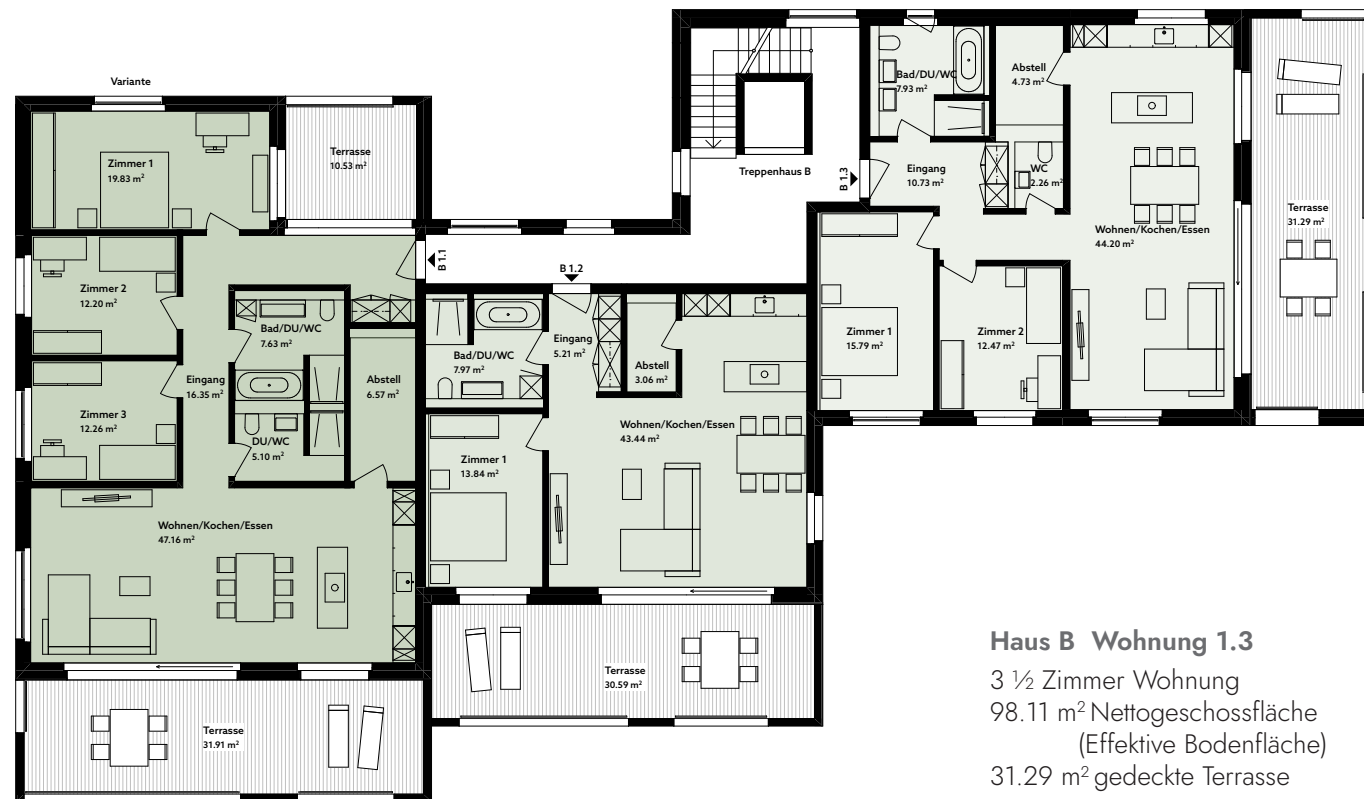 Variante
Zimmer 1
19.83 m²
Terrasse
10.53 m²
Zimmer 2
12.20 m²
Bad/DU/WC
7.63 m²
Zimmer 3
12.26 m²
Eingang
16.35 m²
Abstell
6.57 m²
DU/WC
5.10 m²
Wohnen/Kochen/Essen
47.16 m²
Terrasse
31.91 m²
B 1.1
B 1.2
Bad/DU/WC
7.97 m²
Eingang
5.21 m²
Abstell
3.06 m²
Zimmer 1
13.84 m²
Wohnen/Kochen/Essen
43.44 m²
Terrasse
30.59 m²
Treppenhaus B
B 1.3
Bad/DU/WC
7.93 m²
Abstell
4.73 m²
Eingang
10.73 m²
WC
2.26 m²
Wohnen/Kochen/Essen
44.20 m²
Terrasse
31.29 m²
Zimmer 1
15.79 m²
Zimmer 2
12.47 m²
Haus B Wohnung 1.3
3 ½ Zimmer Wohnung
98.11 m² Nettogeschossfläche
(Effektive Bodenfläche)
31.29 m² gedeckte Terrasse